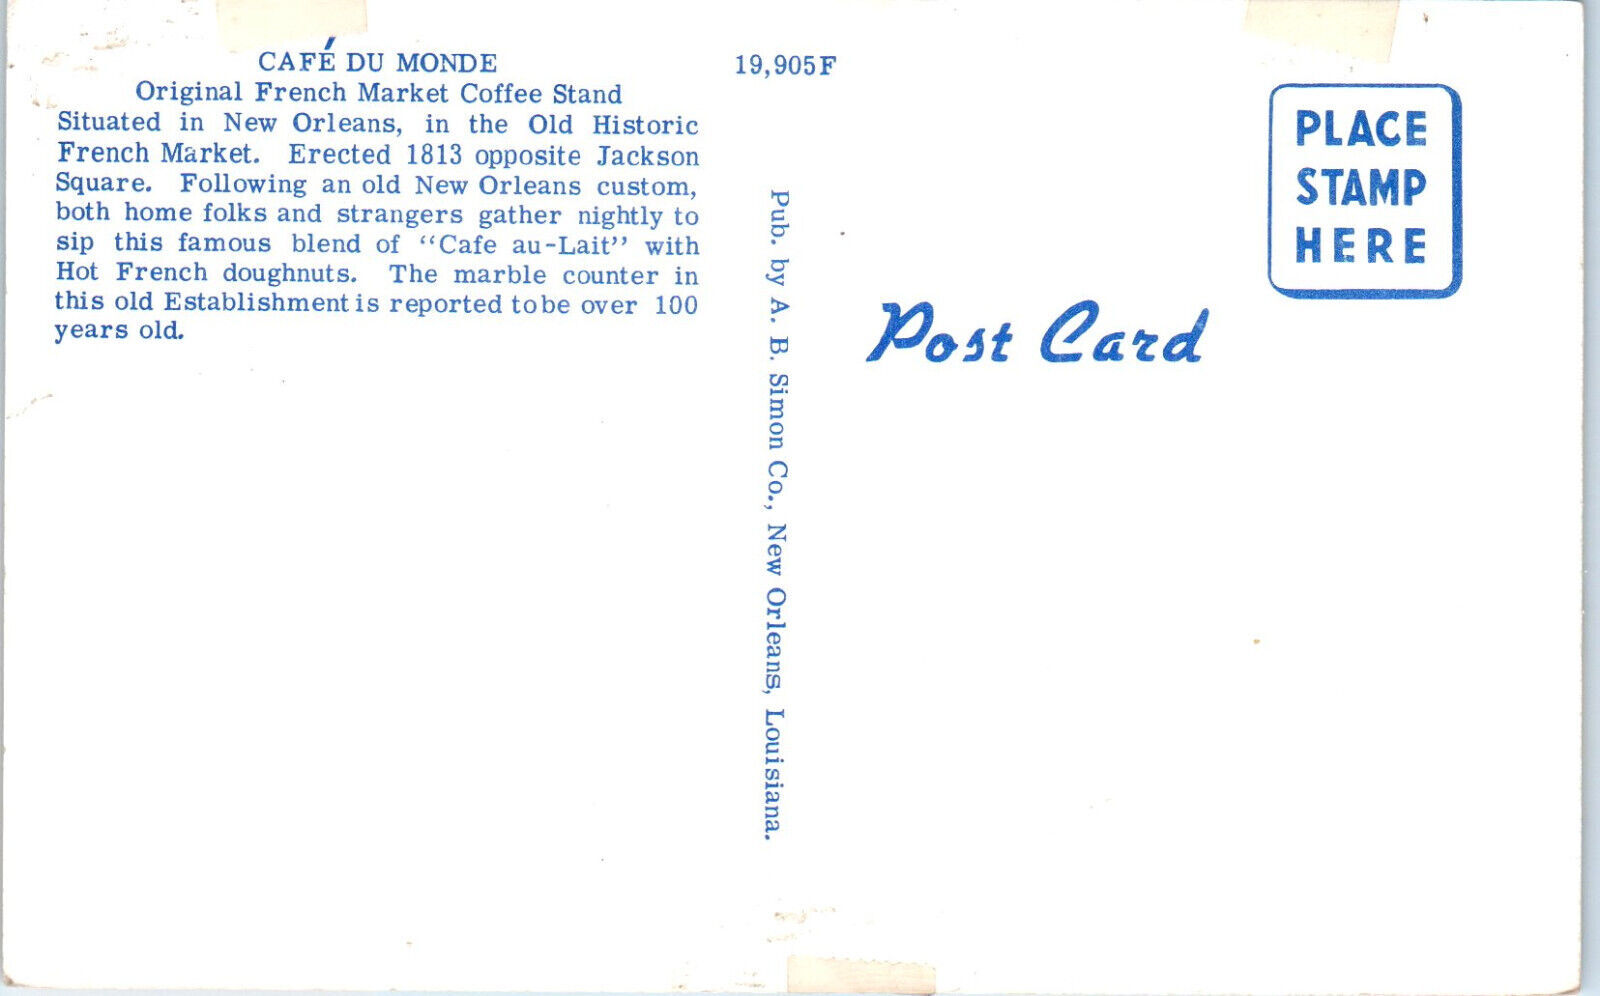 CAFÉ DU MONDE
Original French Market Coffee Stand
Situated in New Orleans, in the Old Historic
French Market. Erected 1813 opposite Jackson
Square. Following an old New Orleans custom,
both home folks and strangers gather nightly to
sip this famous blend of "Cafe au-Lait" with
Hot French doughnuts. The marble counter in
this old Establishment is reported tobe over 100
years old.
19,905F
Pub. by A. B. Simon Co., New Orleans, Louisiana.
Post Card
PLACE
STAMP
HERE